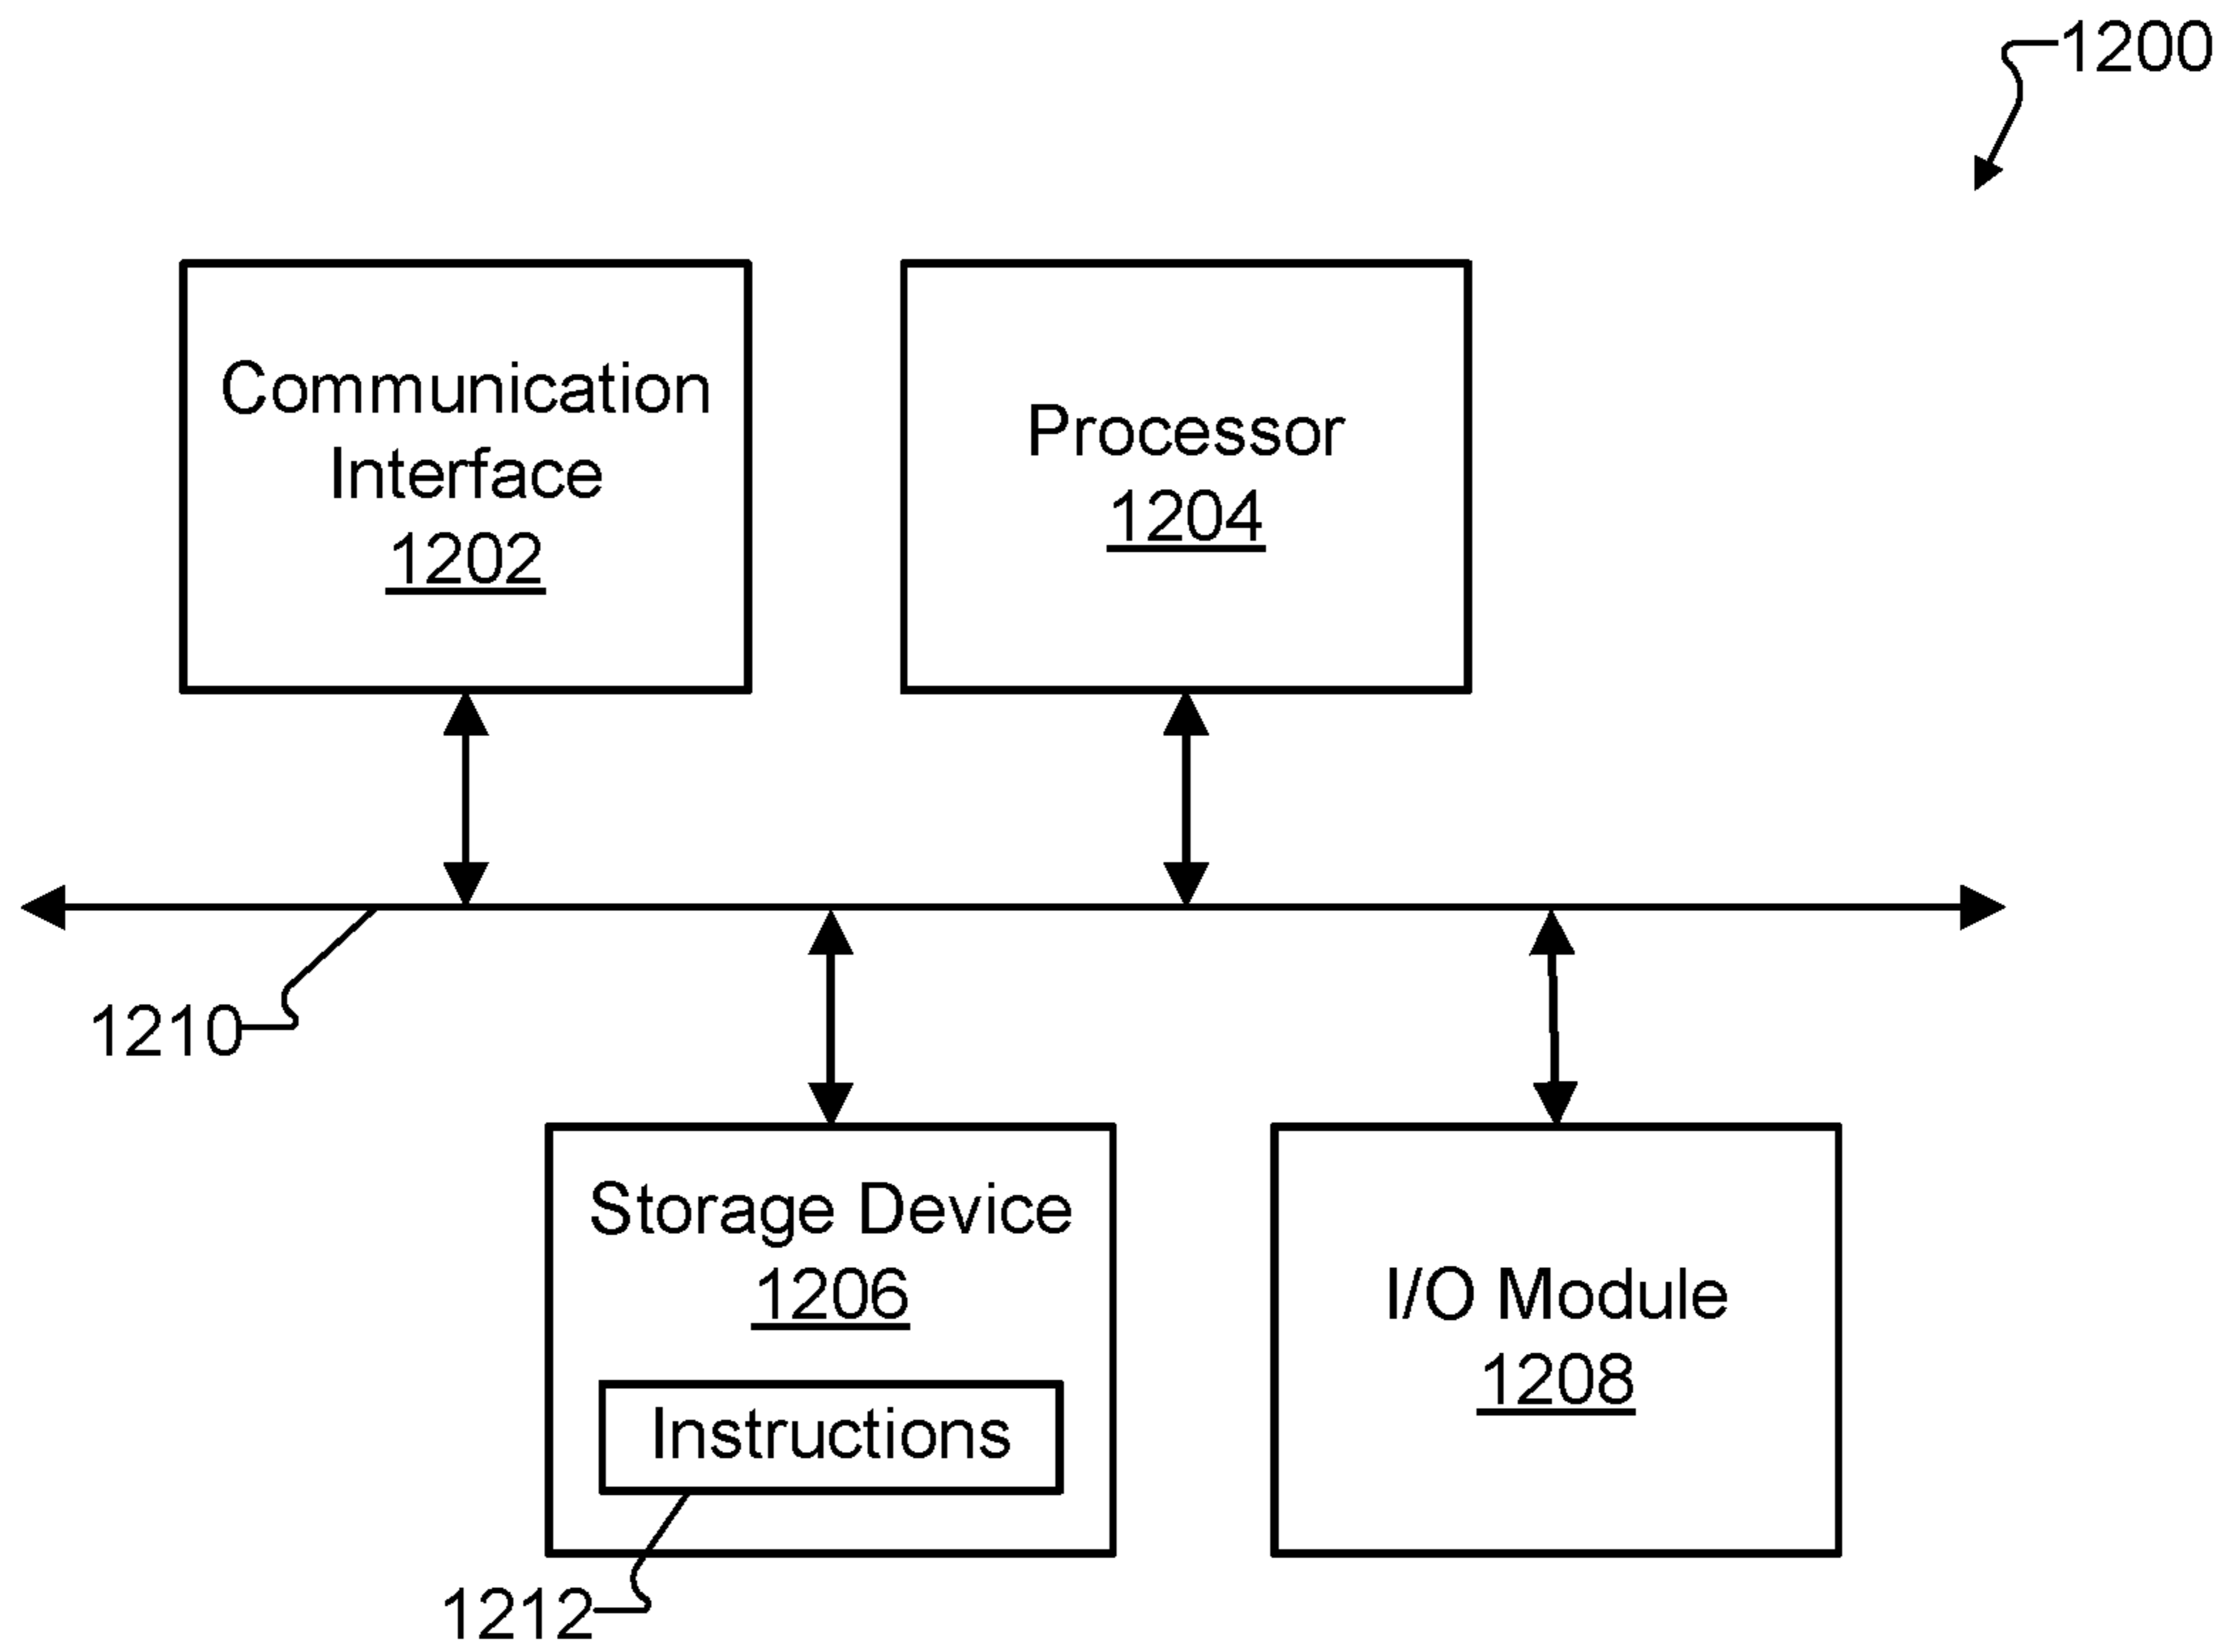 1200
Communication
Interface
1202
Processor
1204
1210
Storage Device
1206
Instructions
1212
I/O Module
1208